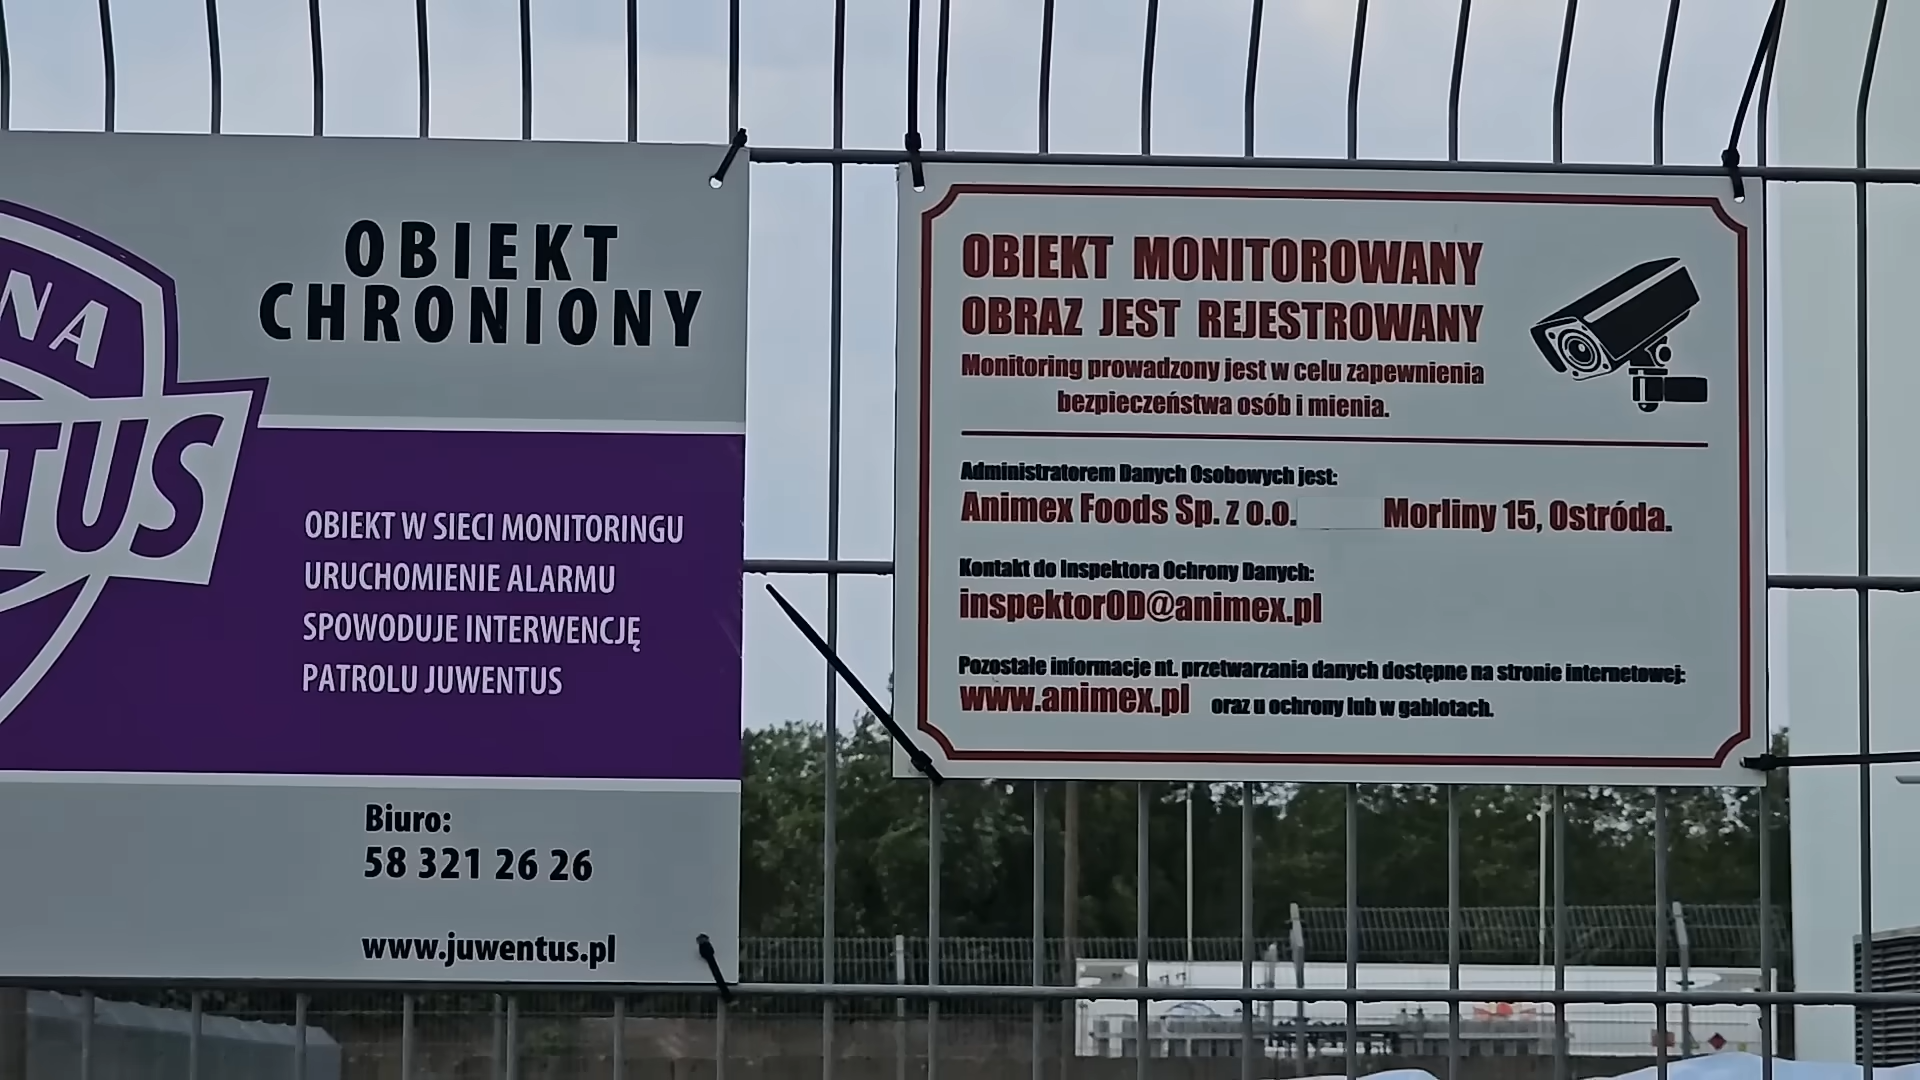 NA
TUS
OBIEKT
CHRONIONY
OBIEKT W SIECI MONITORINGU
URUCHOMIENIE ALARMU
SPOWODUJE INTERWENCJĘ
PATROLU JUWENTUS
Biuro:
58 321 26 26
www.juwentus.pl
OBIEKT MONITOROWANY
OBRAZ JEST REJESTROWANY
Monitoring prowadzony jest w celu zapewnienia
bezpieczeństwa osób i mienia.
Administratorem Danych Osobowych jest:
Animex Foods Sp. z o.o. Morliny 15, Ostróda.
Kontakt do Inspektora Ochrony Danych:
inspektorOD@animex.pl
Pozostałe informacje nt. przetwarzania danych dostępne na stronie internetowej:
www.animex.pl oraz u ochrony lub w gablotach.